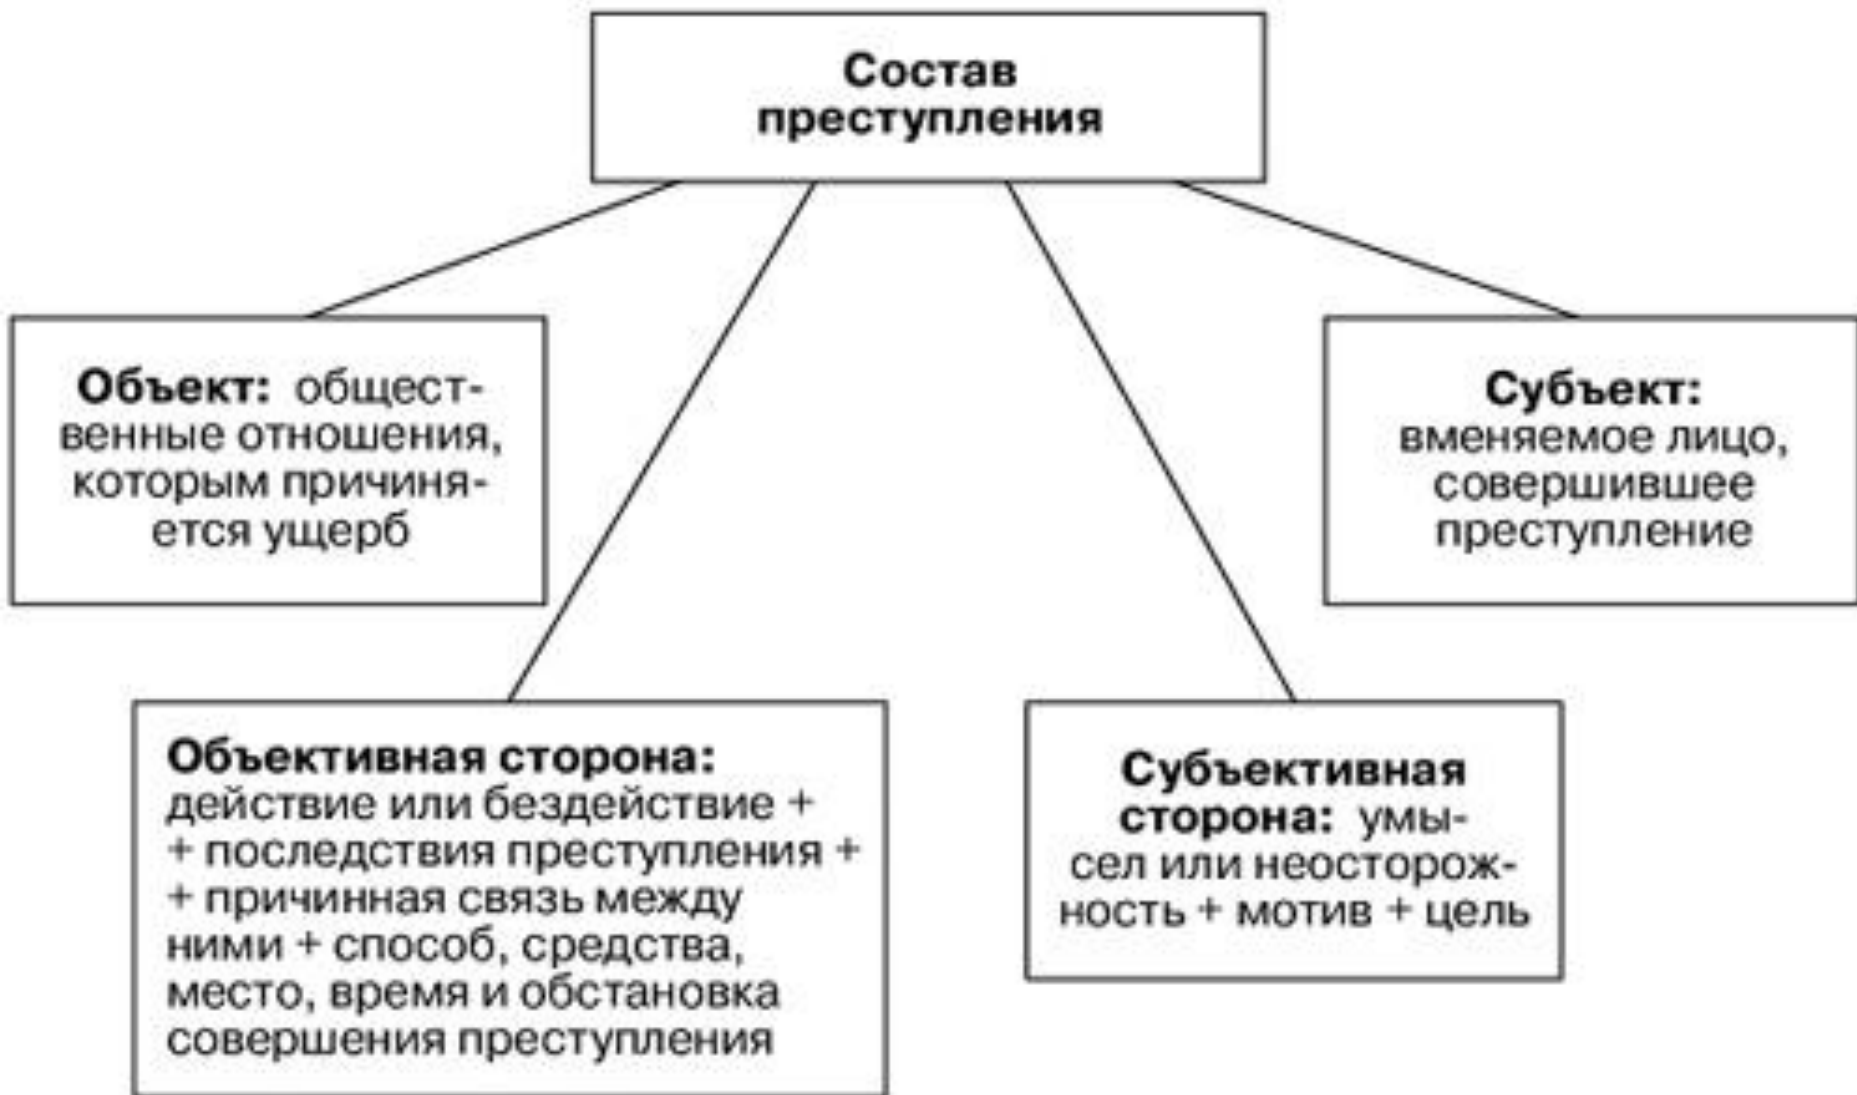 Состав
преступления
Объект: общест-
венные отношения,
которым причиня-
ется ущерб
Субъект:
вменяемое лицо,
совершившее
преступление
Объективная сторона:
действие или бездействие +
+ последствия преступления +
+ причинная связь между
ними + способ, средства,
место, время и обстановка
совершения преступления
Субъективная
сторона: умы-
сел или неосторож-
ность + мотив + цель